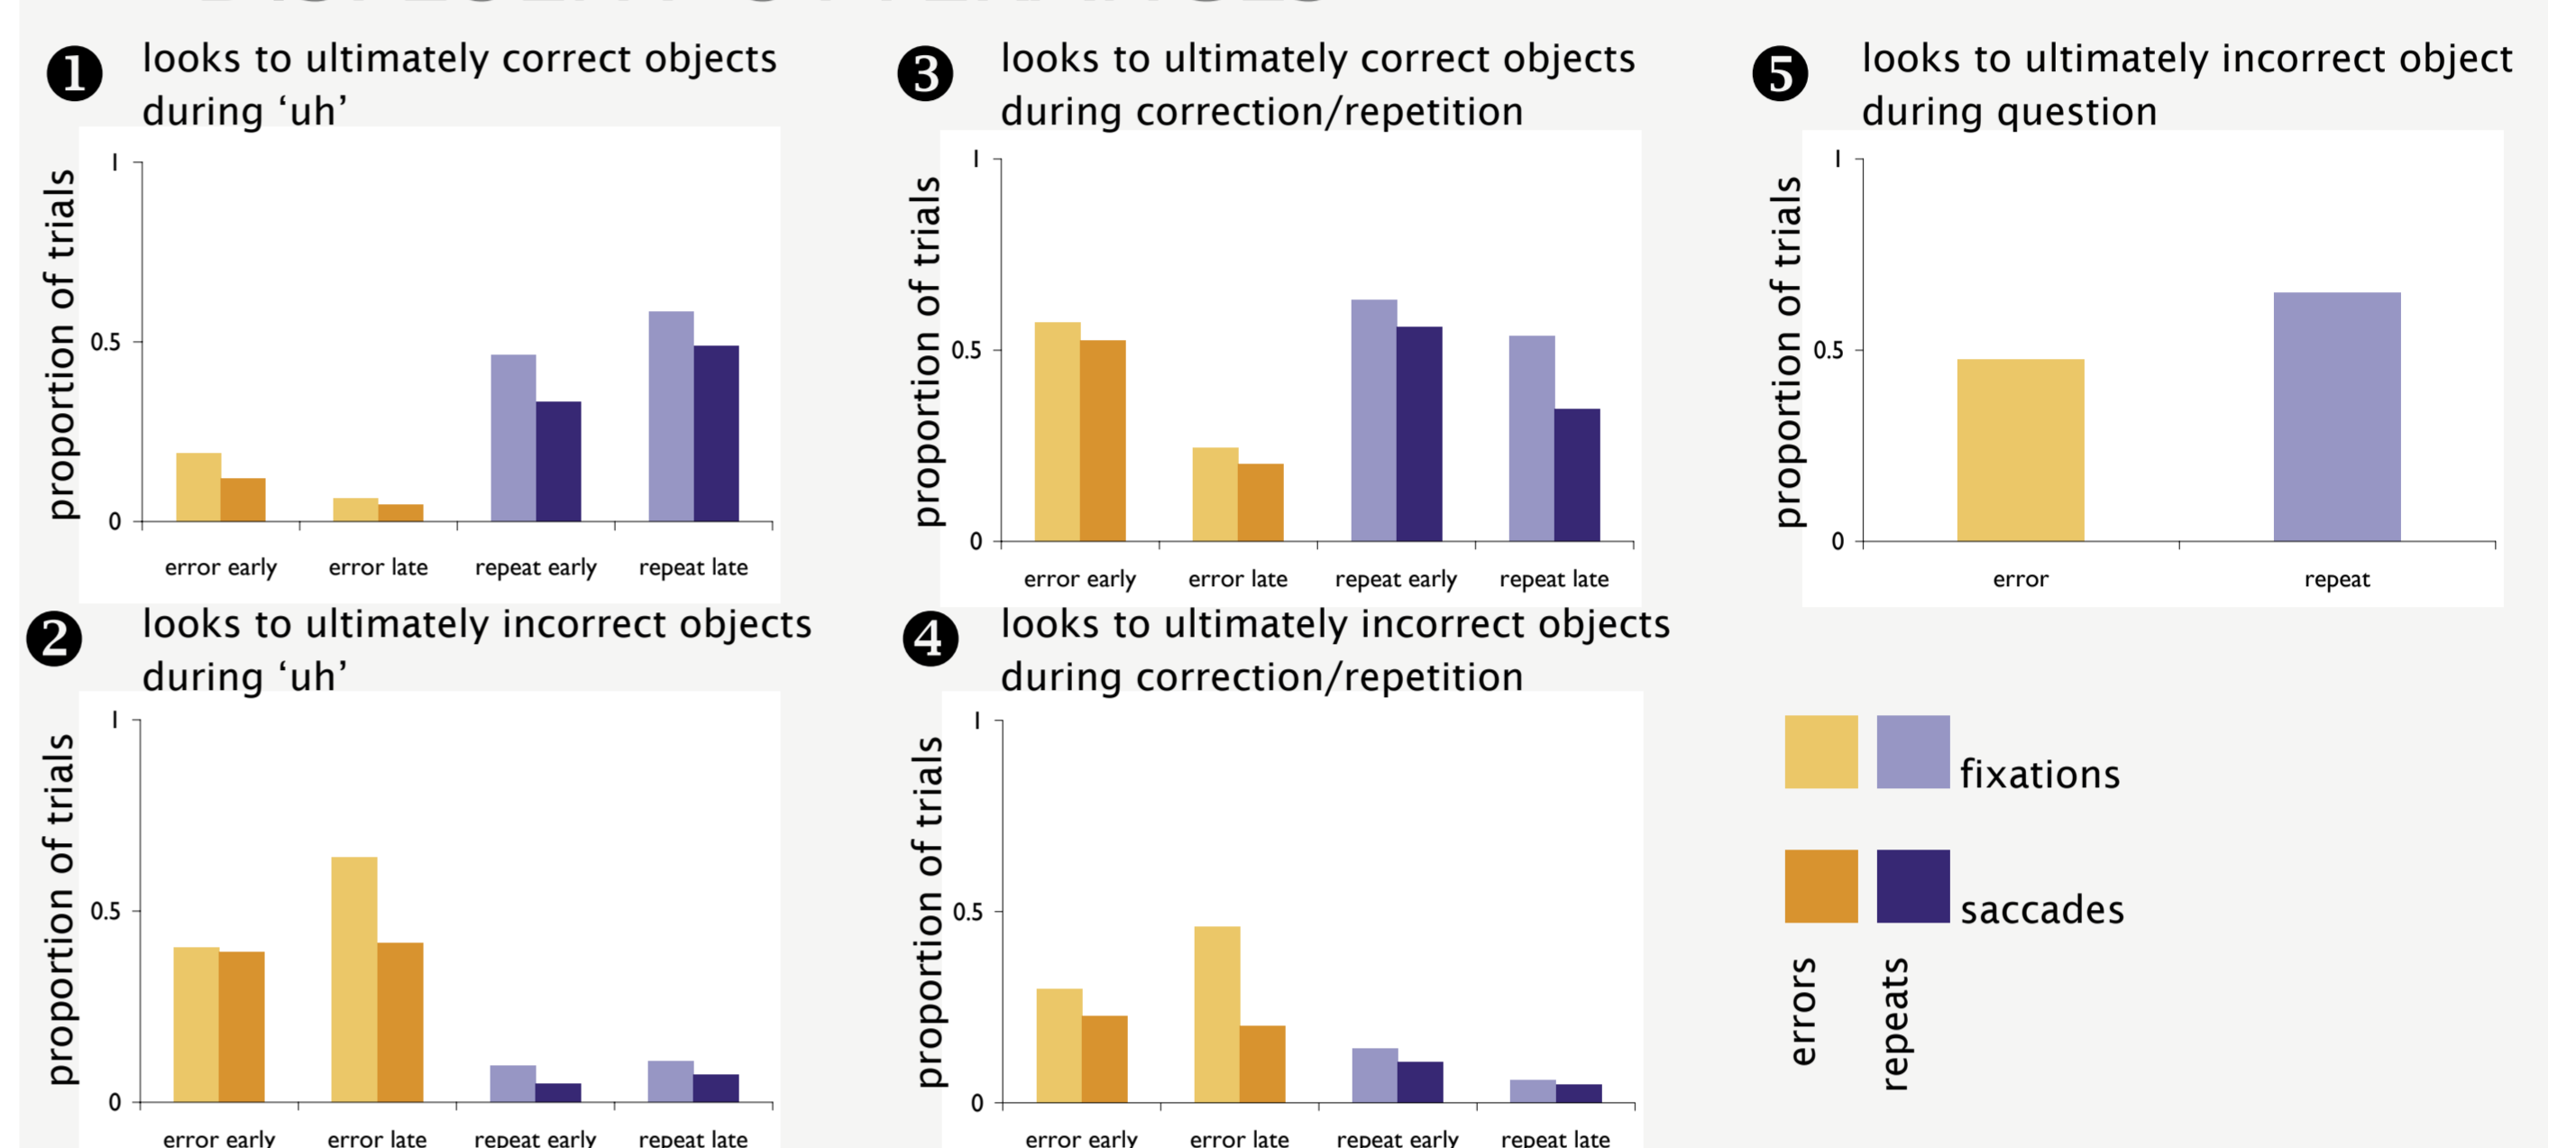 1 looks to ultimately correct objects
during ‘uh’
proportion of trials
1
0.5
0
error early error late repeat early repeat late
2 looks to ultimately incorrect objects
during ‘uh’
proportion of trials
1
0.5
0
error early error late repeat early repeat late
3 looks to ultimately correct objects
during correction/repetition
proportion of trials
1
0.5
0
error early error late repeat early repeat late
4 looks to ultimately incorrect objects
during correction/repetition
proportion of trials
1
0.5
0
error early error late repeat early repeat late
5 looks to ultimately incorrect object
during question
proportion of trials
1
0.5
0
error repeat
fixations
saccades
errors
repeats